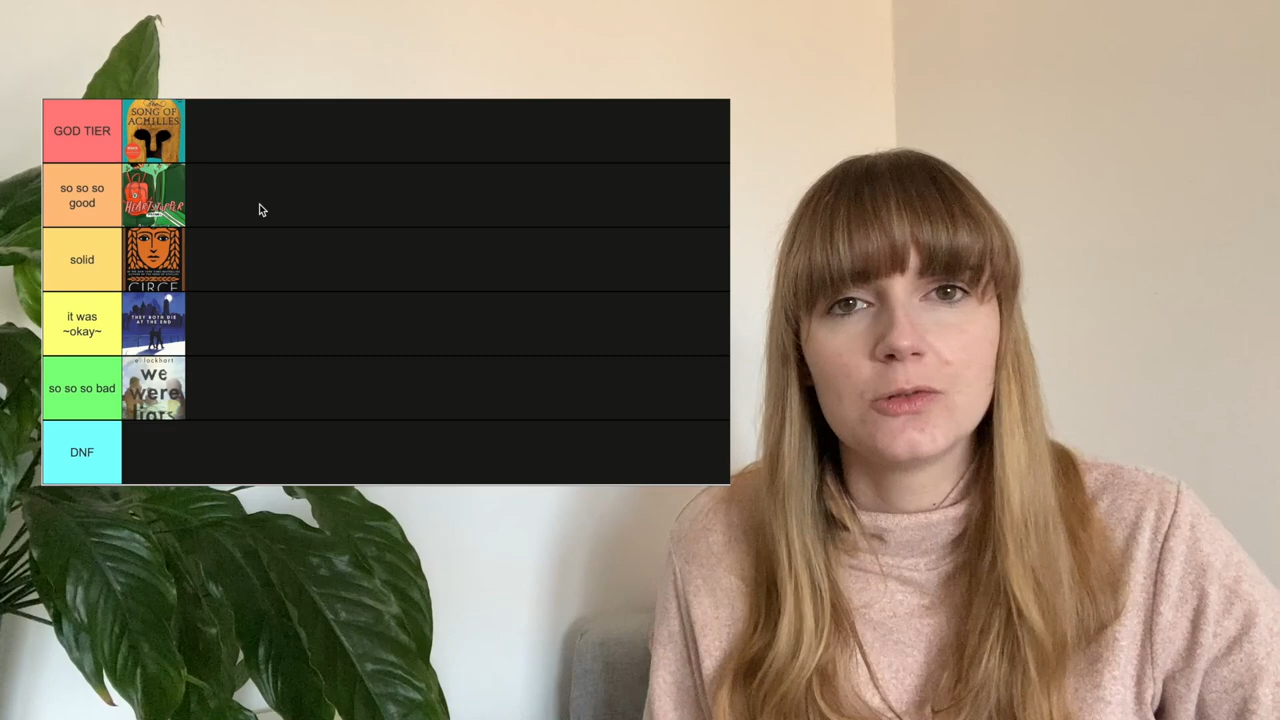 GOD TIER
The
SONG OF
ACHILLES
so so so
good
HEARTSTOPPER
solid
CIRCE
it was
~okay~
THEY BOTH DIE
AT THE END
so so so bad
e. lockhart
we
were
liars
DNF